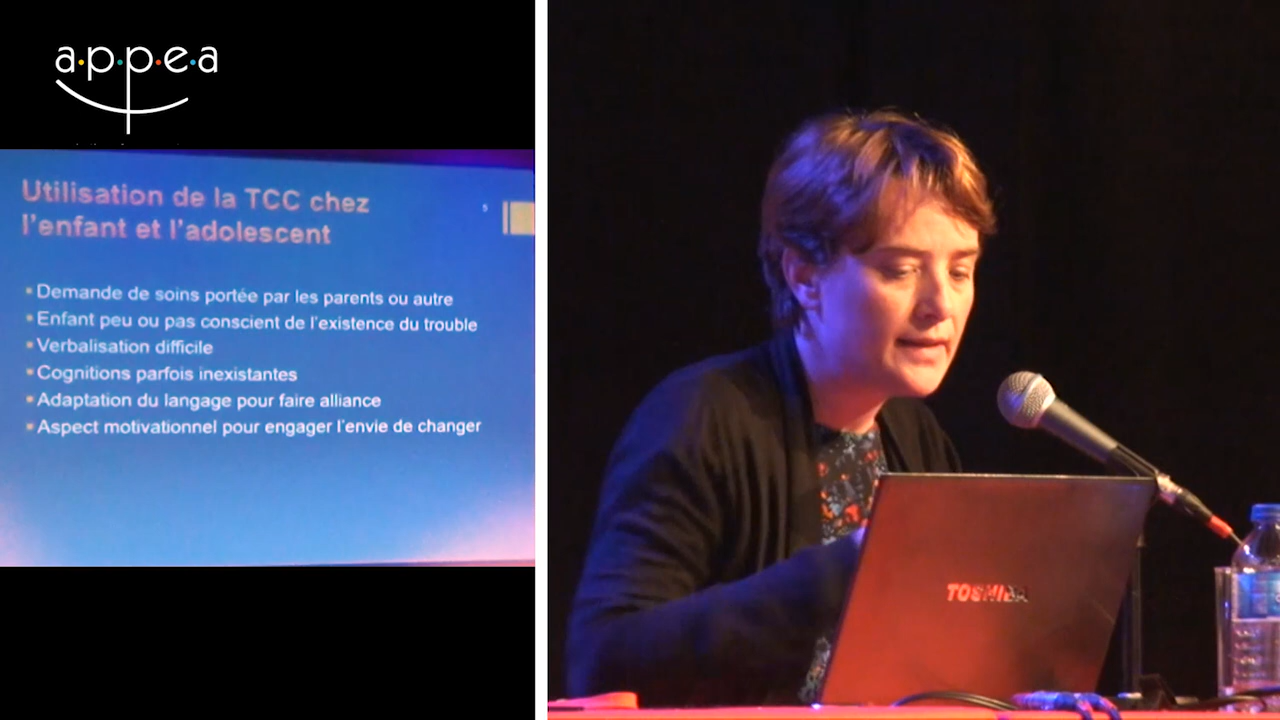 a·p·p·e·a
Utilisation de la TCC chez
l'enfant et l'adolescent
5
Demande de soins portée par les parents ou autre
Enfant peu ou pas conscient de l'existence du trouble
Verbalisation difficile
Cognitions parfois inexistantes
Adaptation du langage pour faire alliance
Aspect motivationnel pour engager l'envie de changer
TOSHIBA